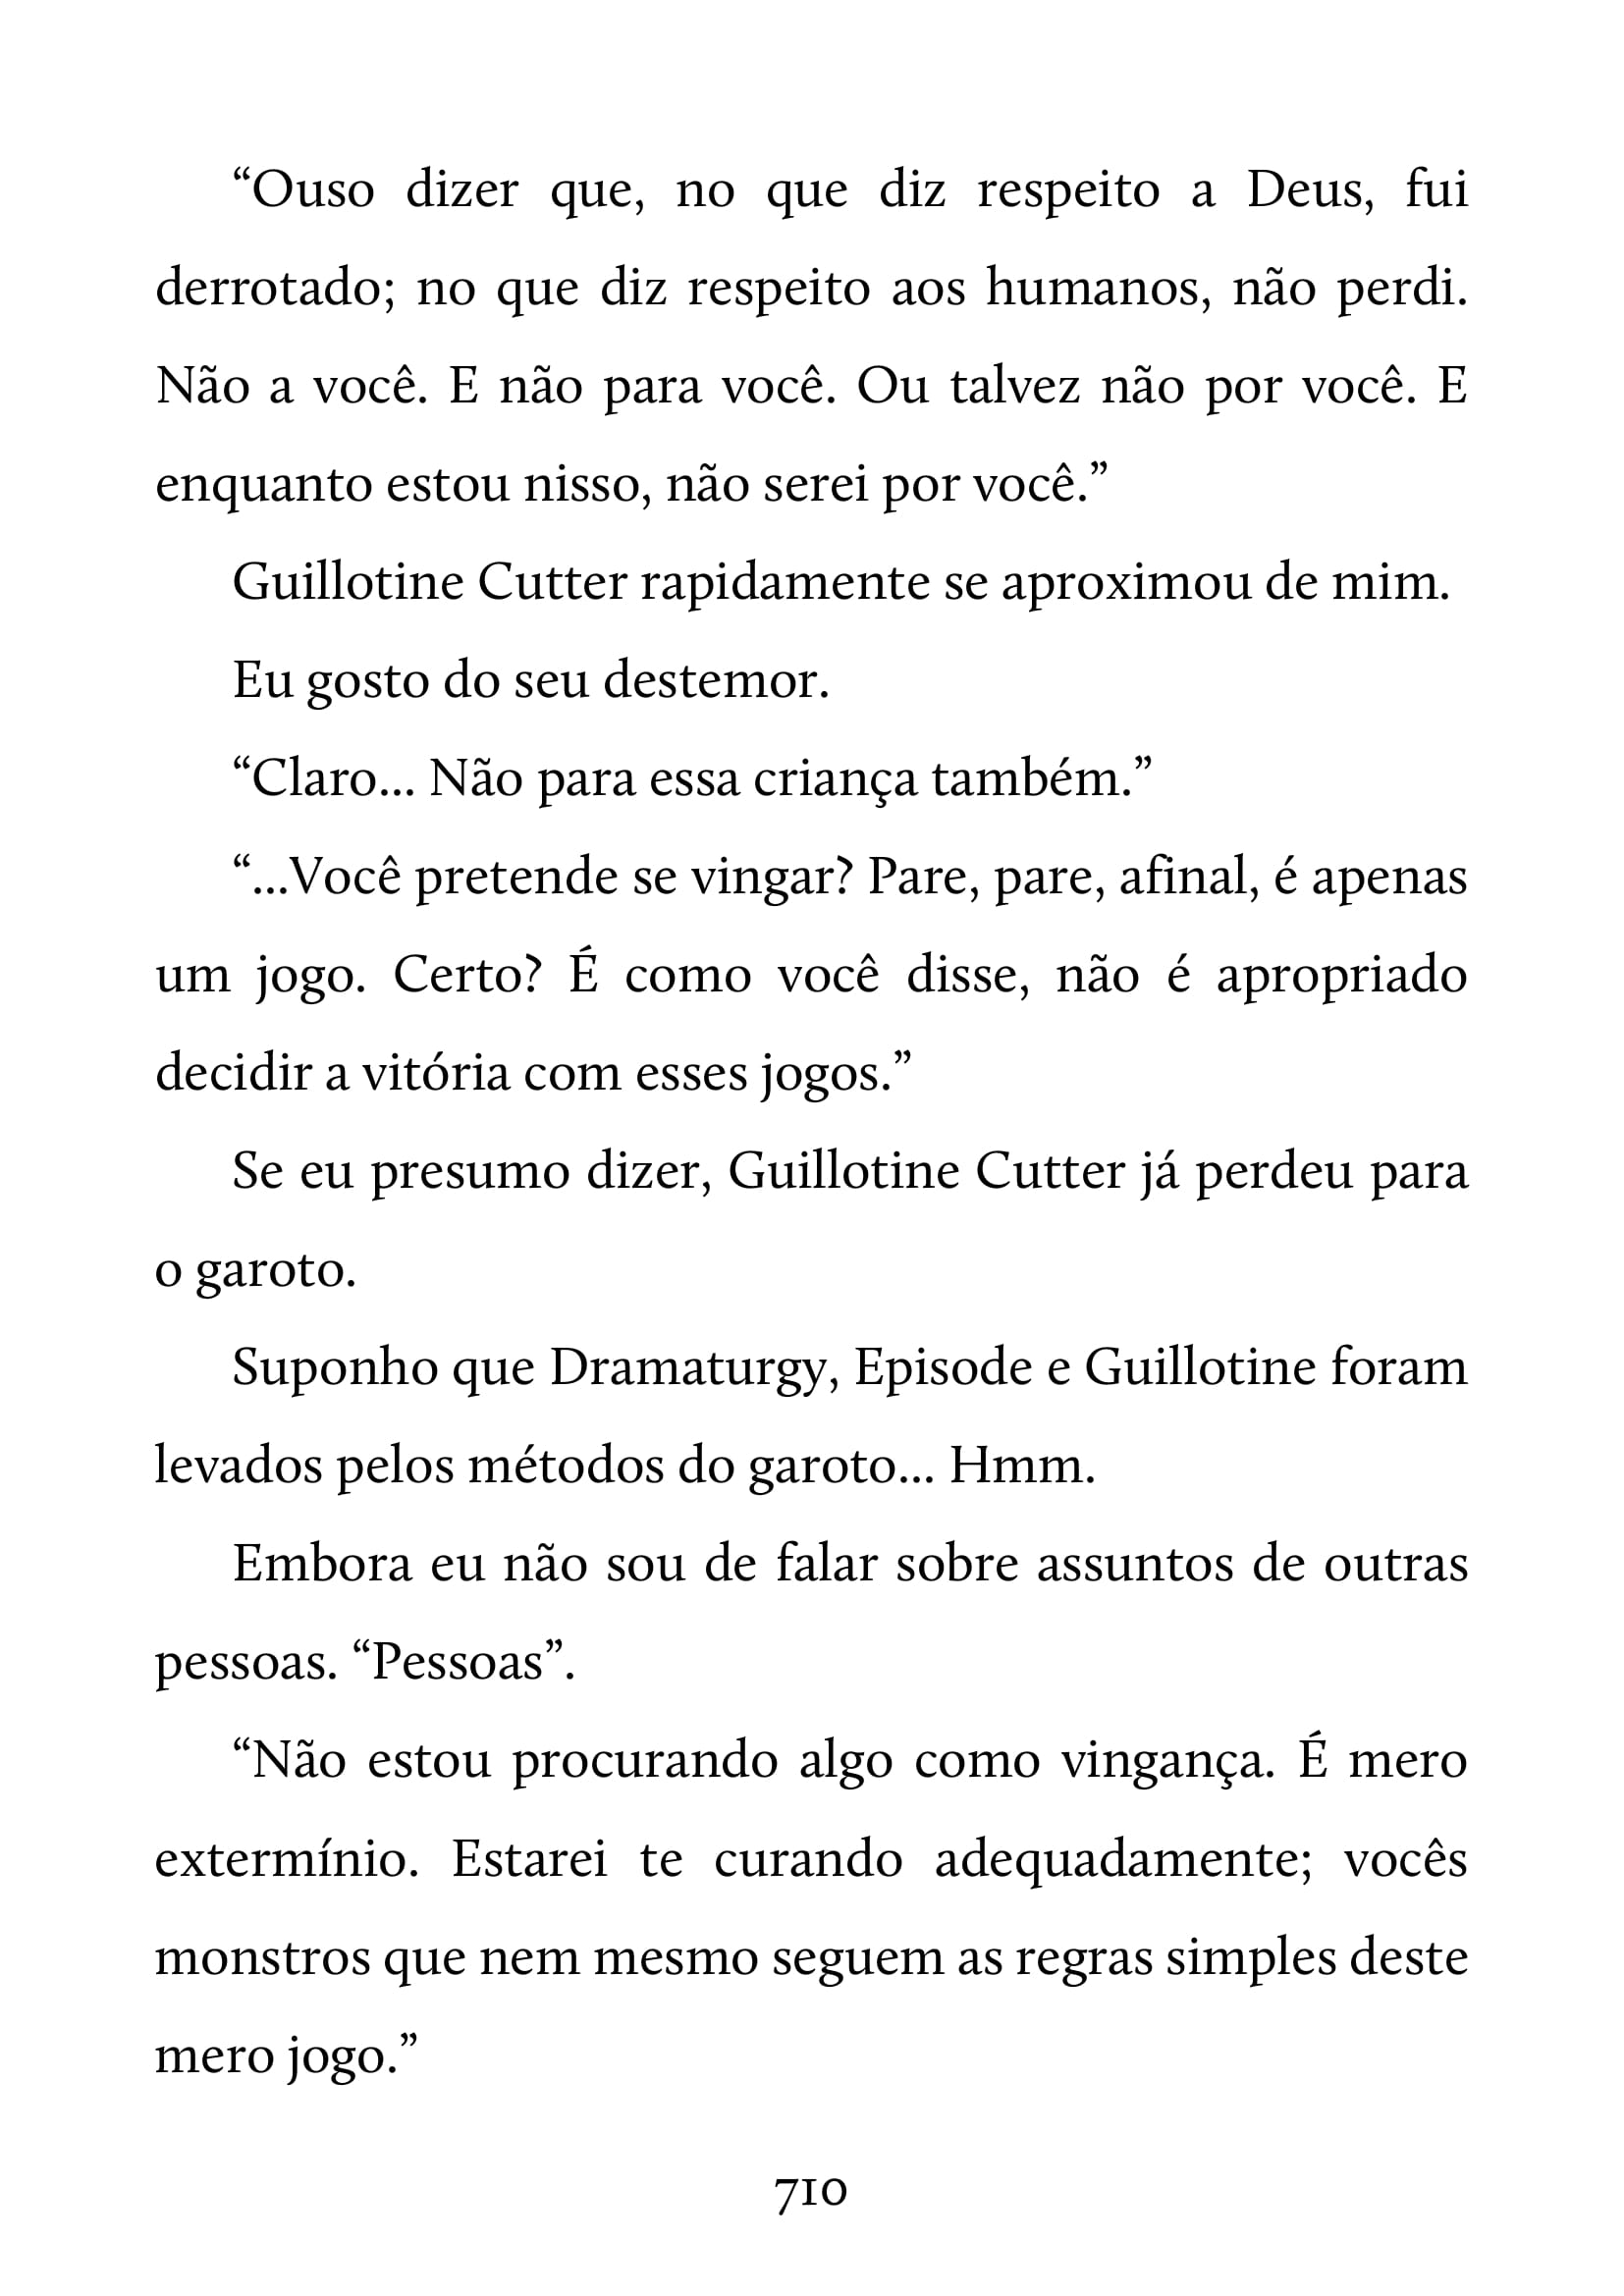 “Ouso dizer que, no que diz respeito a Deus, fui
derrotado; no que diz respeito aos humanos, não perdi.
Não a você. E não para você. Ou talvez não por você. E
enquanto estou nisso, não serei por você.”
Guillotine Cutter rapidamente se aproximou de mim.
Eu gosto do seu destemor.
“Claro... Não para essa criança também.”
“...Você pretende se vingar? Pare, pare, afinal, é apenas
um jogo. Certo? É como você disse, não é apropriado
decidir a vitória com esses jogos.”
Se eu presumo dizer, Guillotine Cutter já perdeu para
o garoto.
Suponho que Dramaturgy, Episode e Guillotine foram
levados pelos métodos do garoto... Hmm.
Embora eu não sou de falar sobre assuntos de outras
pessoas. “Pessoas”.
“Não estou procurando algo como vingança. É mero
extermínio. Estarei te curando adequadamente; vocês
monstros que nem mesmo seguem as regras simples deste
mero jogo.”
710